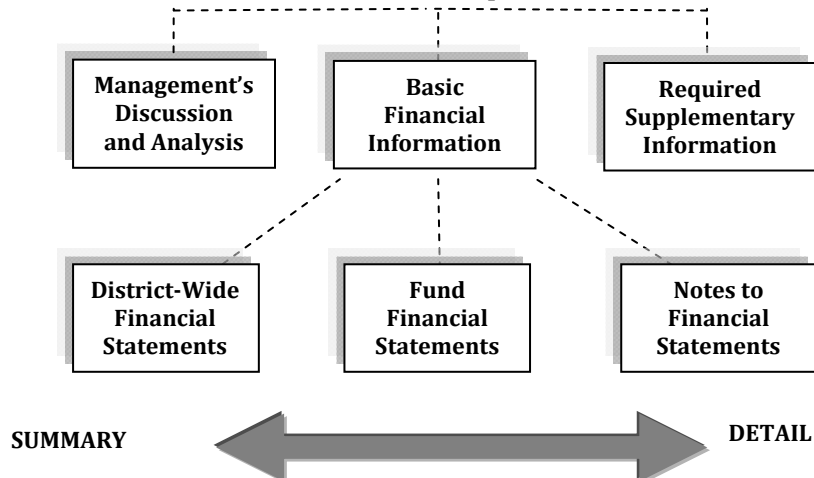 Management’s
Discussion
and Analysis
Basic
Financial
Information
Required
Supplementary
Information
District-Wide
Financial
Statements
Fund
Financial
Statements
Notes to
Financial
Statements
SUMMARY
DETAIL